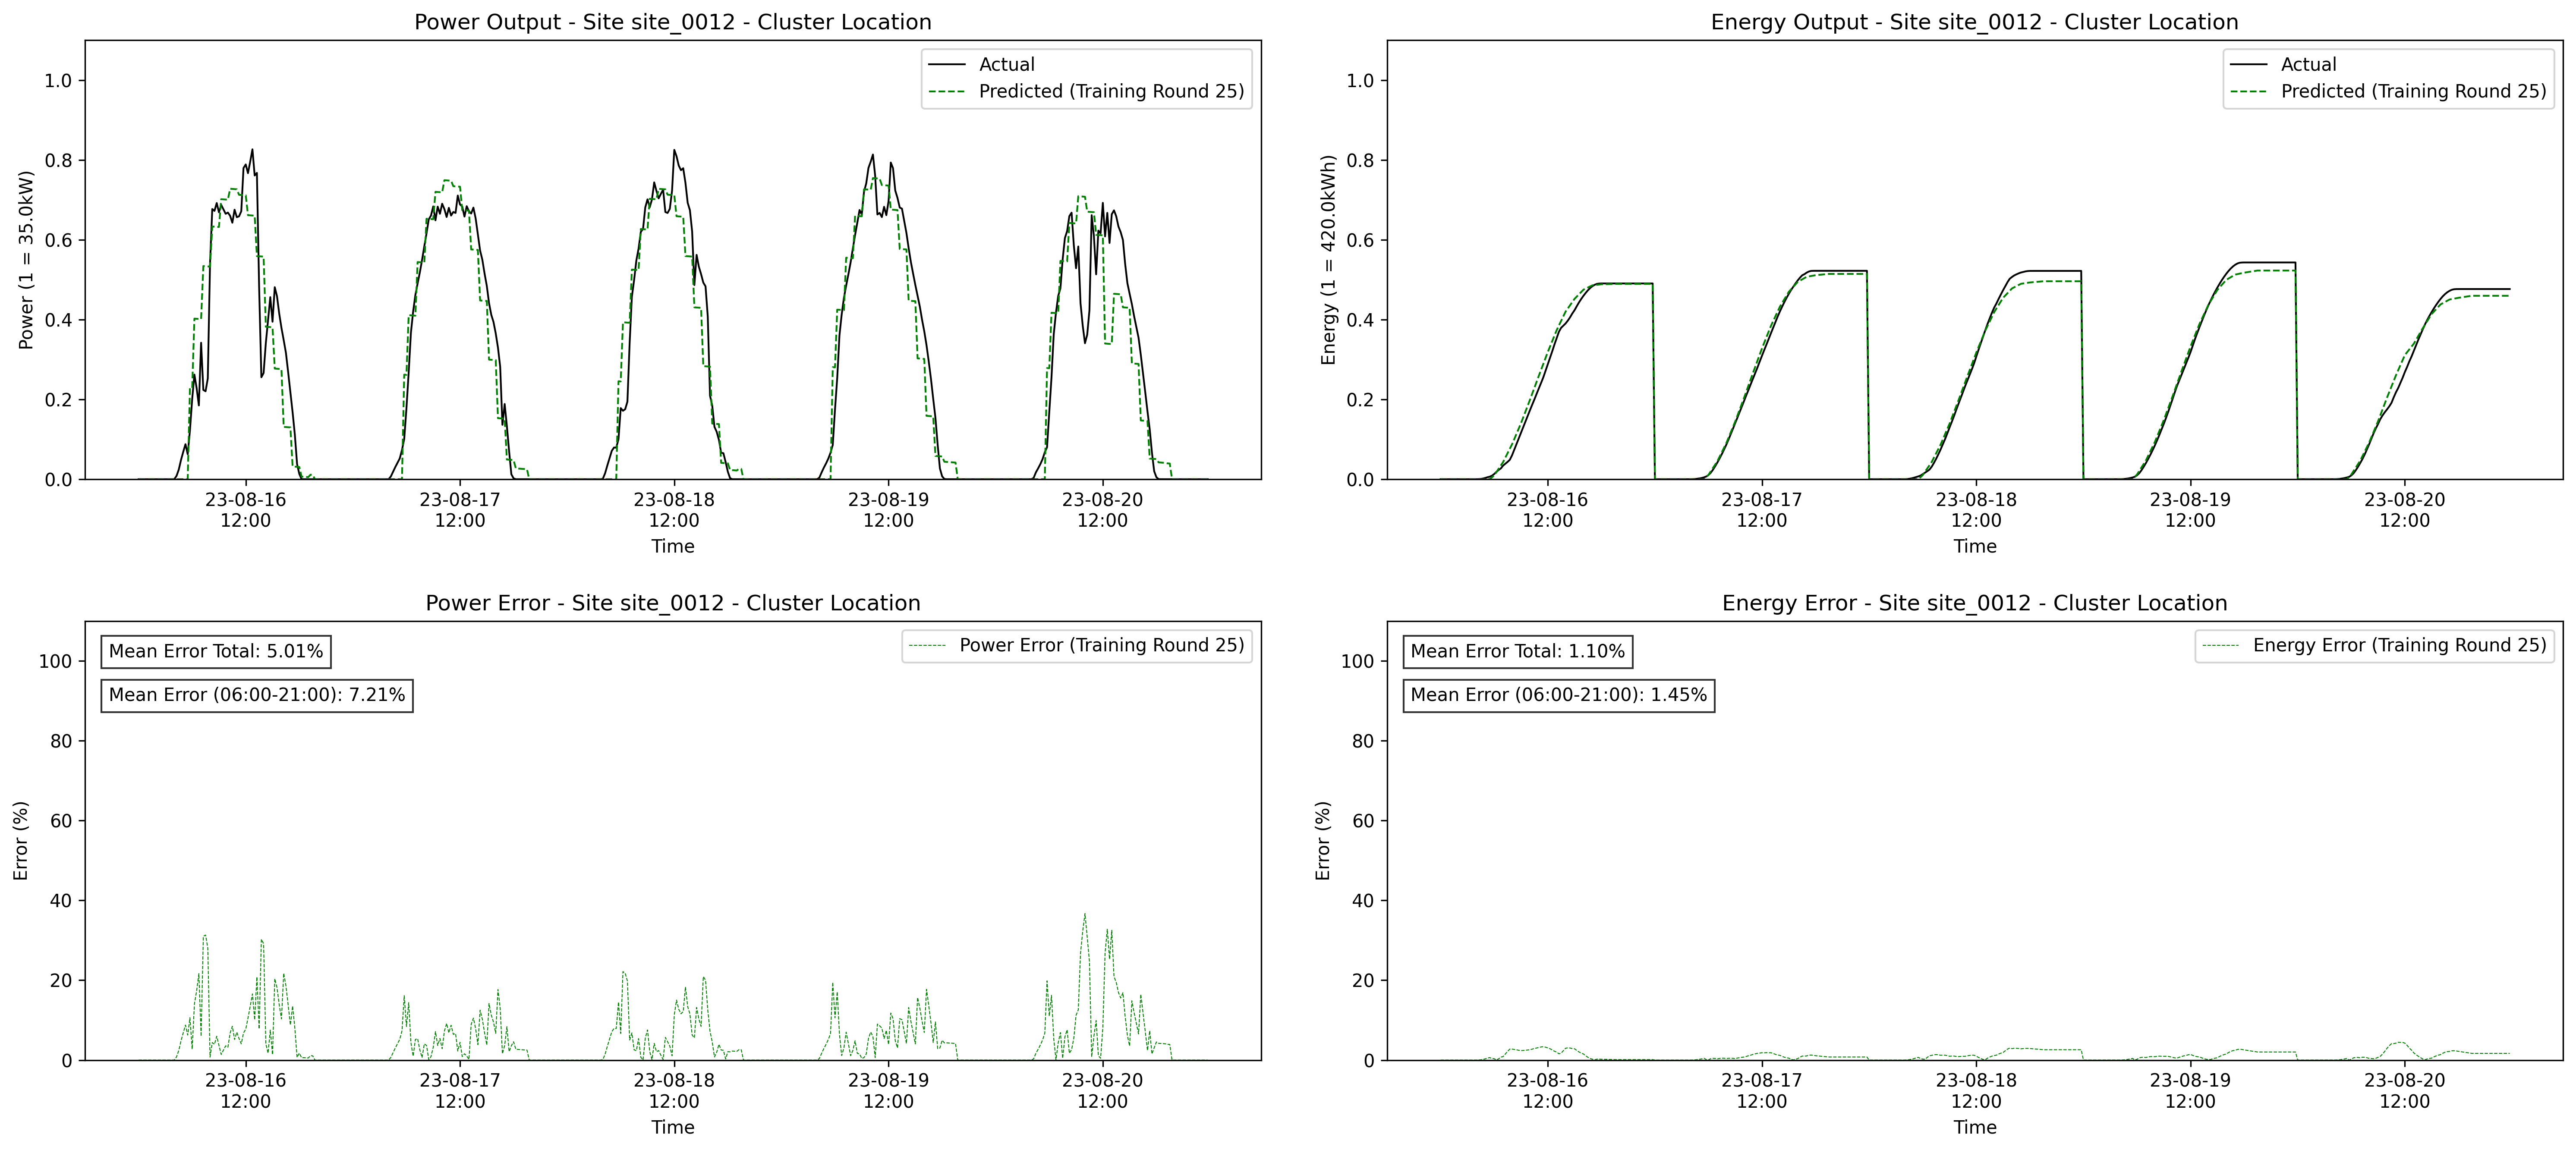 Power Output - Site site_0012 - Cluster Location
Power (1 = 35.0kW)
1.0
0.8
0.6
0.4
0.2
0.0
Actual
Predicted (Training Round 25)
23-08-16
12:00
23-08-17
12:00
23-08-18
12:00
23-08-19
12:00
23-08-20
12:00
Time
Energy Output - Site site_0012 - Cluster Location
Energy (1 = 420.0kWh)
1.0
0.8
0.6
0.4
0.2
0.0
Actual
Predicted (Training Round 25)
23-08-16
12:00
23-08-17
12:00
23-08-18
12:00
23-08-19
12:00
23-08-20
12:00
Time
Power Error - Site site_0012 - Cluster Location
Error (%)
100
80
60
40
20
0
Mean Error Total: 5.01%
Mean Error (06:00-21:00): 7.21%
Power Error (Training Round 25)
23-08-16
12:00
23-08-17
12:00
23-08-18
12:00
23-08-19
12:00
23-08-20
12:00
Time
Energy Error - Site site_0012 - Cluster Location
Error (%)
100
80
60
40
20
0
Mean Error Total: 1.10%
Mean Error (06:00-21:00): 1.45%
Energy Error (Training Round 25)
23-08-16
12:00
23-08-17
12:00
23-08-18
12:00
23-08-19
12:00
23-08-20
12:00
Time